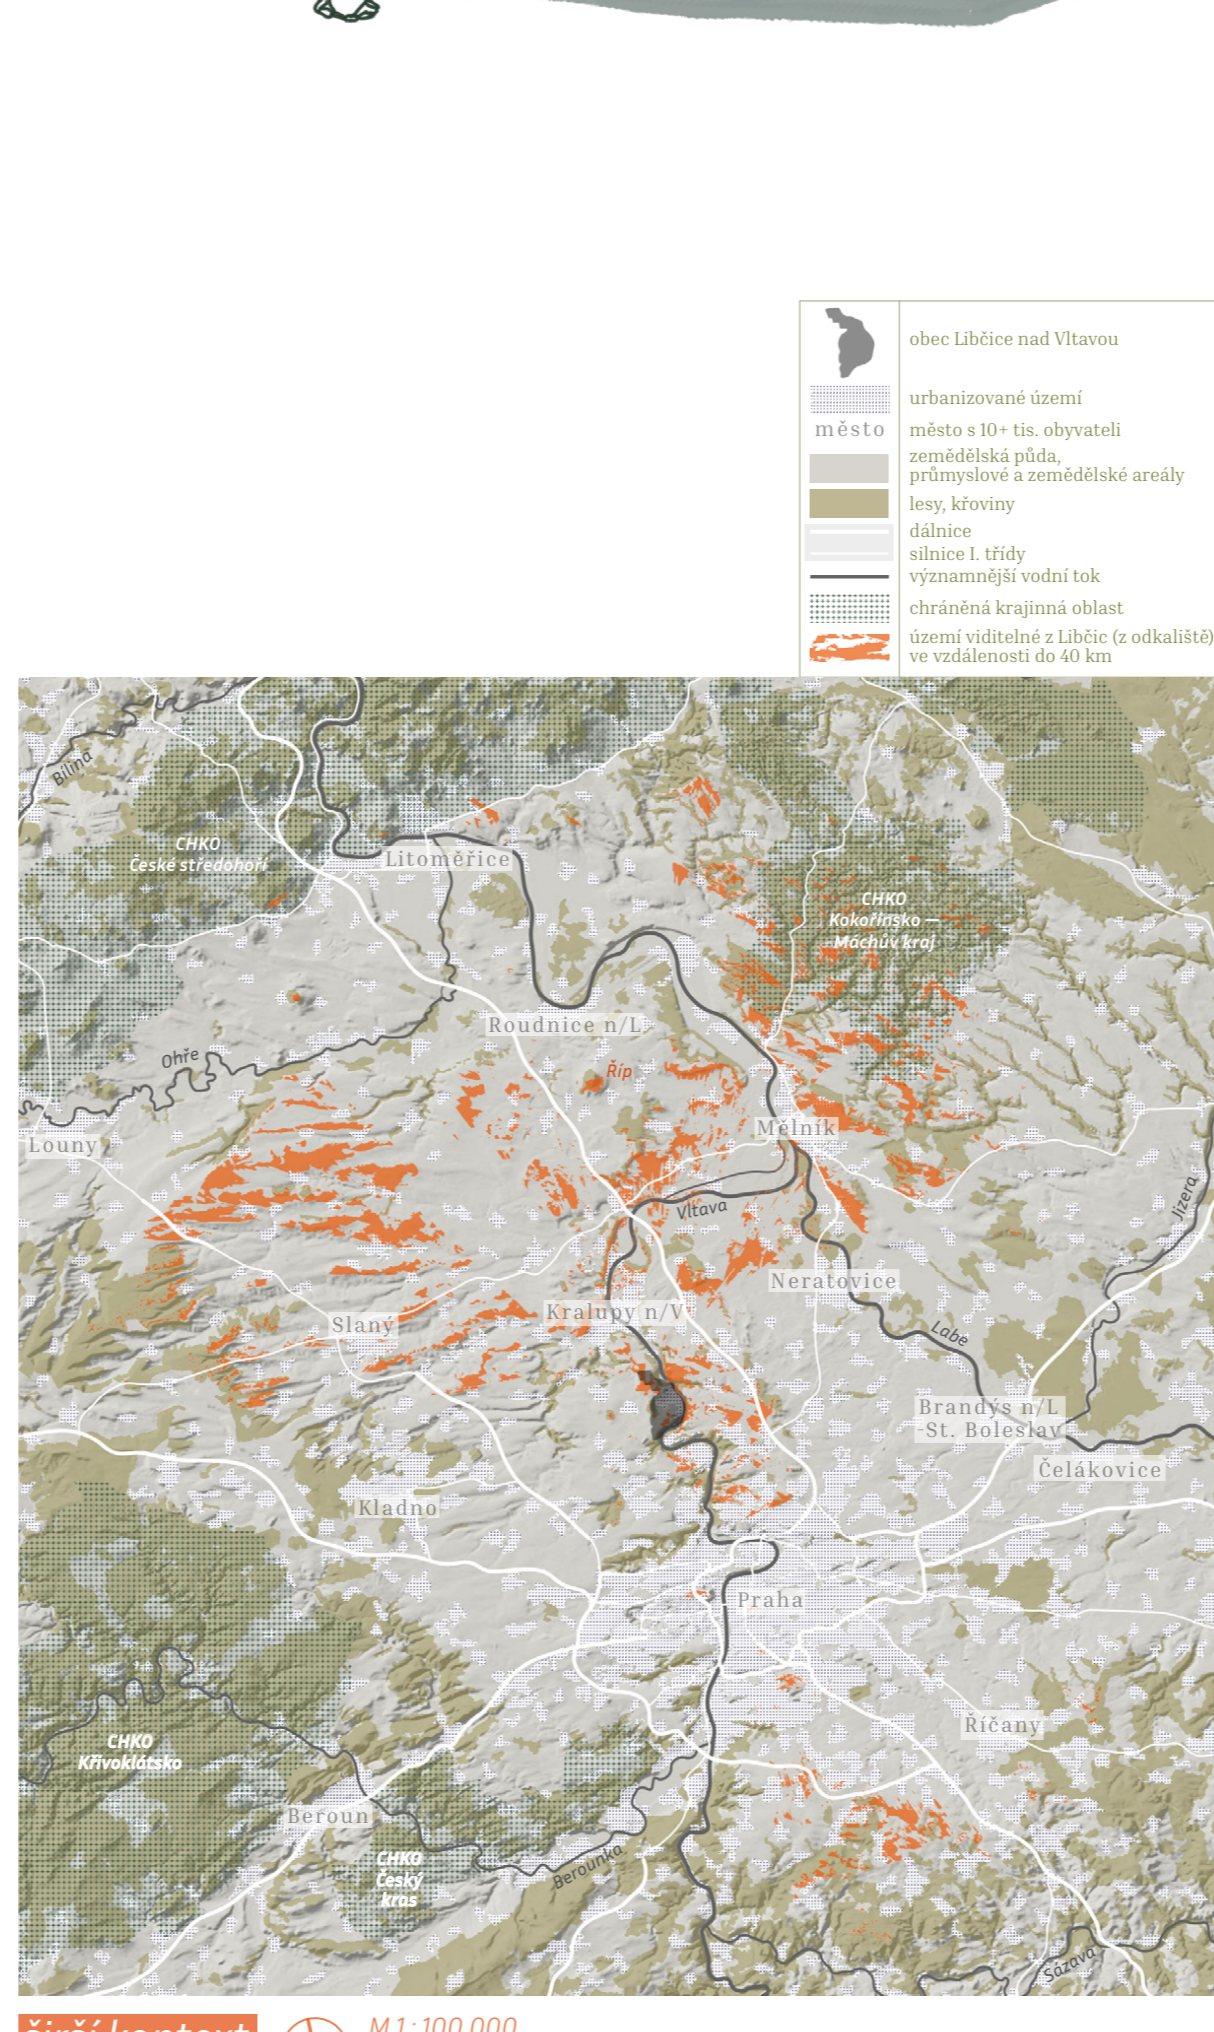 obec Libčice nad Vltavou
urbanizované území
město
město s 10+ tis. obyvateli
zemědělská půda,
průmyslové a zemědělské areály
lesy, křoviny
dálnice
silnice I. třídy
významnější vodní tok
chráněná krajinná oblast
území viditelné z Libčic (z odkaliště)
ve vzdálenosti do 40 km
Bílina
CHKO
České středohoří
Litoměřice
CHKO
Kokořínsko —
Máchův kraj
Roudnice n/L
Ohře
Říp
Mělník
Louny
Jizera
Vltava
Neratovice
Kralupy n/V
Slaný
Labe
Brandýs n/L
-St. Boleslav
Čelákovice
Kladno
Praha
Říčany
CHKO
Křivoklátsko
Beroun
Berounka
CHKO
Český
kras
Sázava
širší kontext
M 1 : 100 000